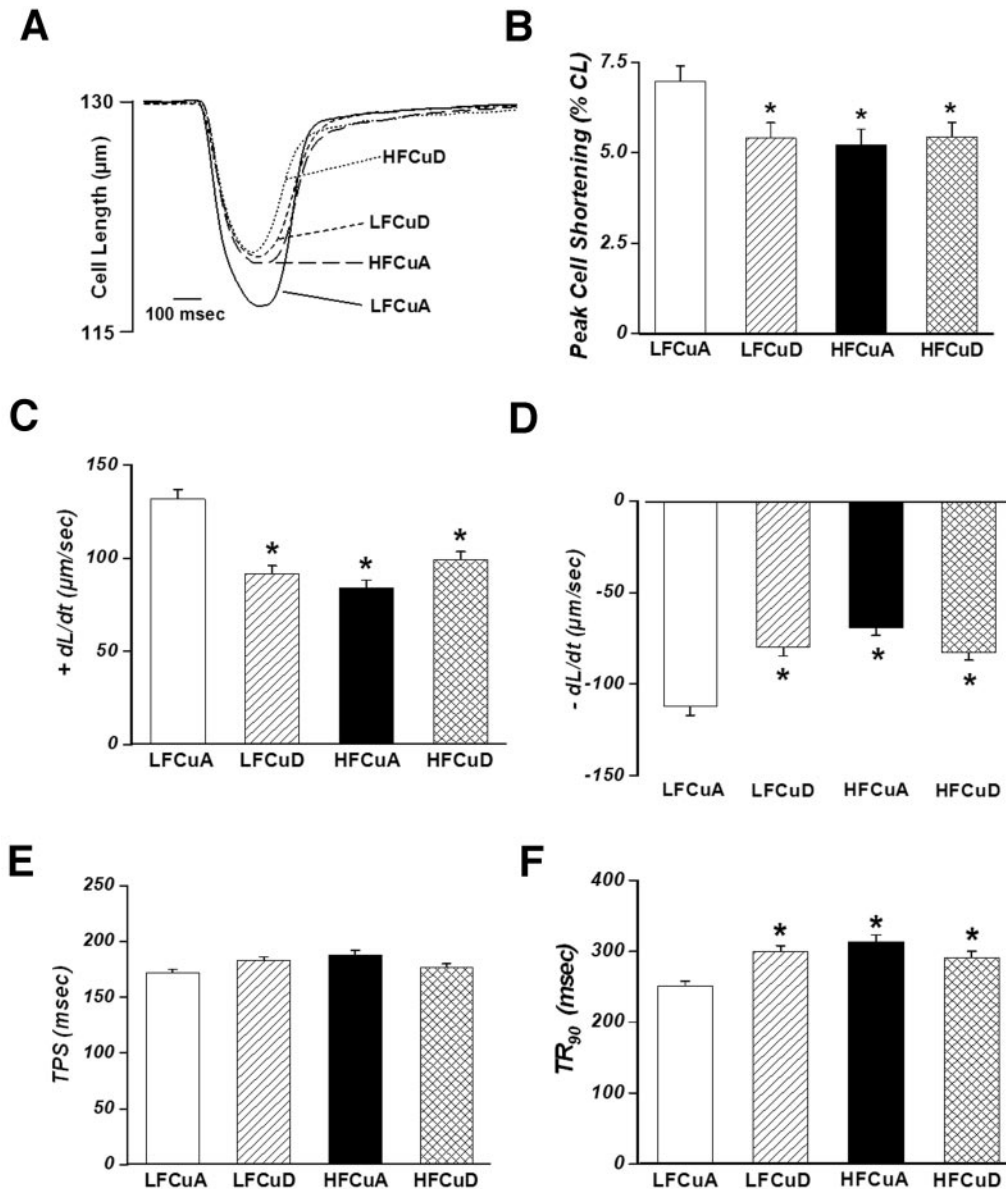 A
130
Cell Length (µm)
115
100 msec
HFCuD
LFCuD
HFCuA
LFCuA
B
Peak Cell Shortening (% CL)
7.5
5.0
2.5
0
* * *
LFCuA LFCuD HFCuA HFCuD
C
+ dL/dt (µm/sec)
150
100
50
0
* * *
LFCuA LFCuD HFCuA HFCuD
D
- dL/dt (µm/sec)
0
-50
-100
-150
* * *
LFCuA LFCuD HFCuA HFCuD
E
TPS (msec)
250
200
150
100
50
0
LFCuA LFCuD HFCuA HFCuD
F
TR90 (msec)
400
300
200
100
0
* * *
LFCuA LFCuD HFCuA HFCuD